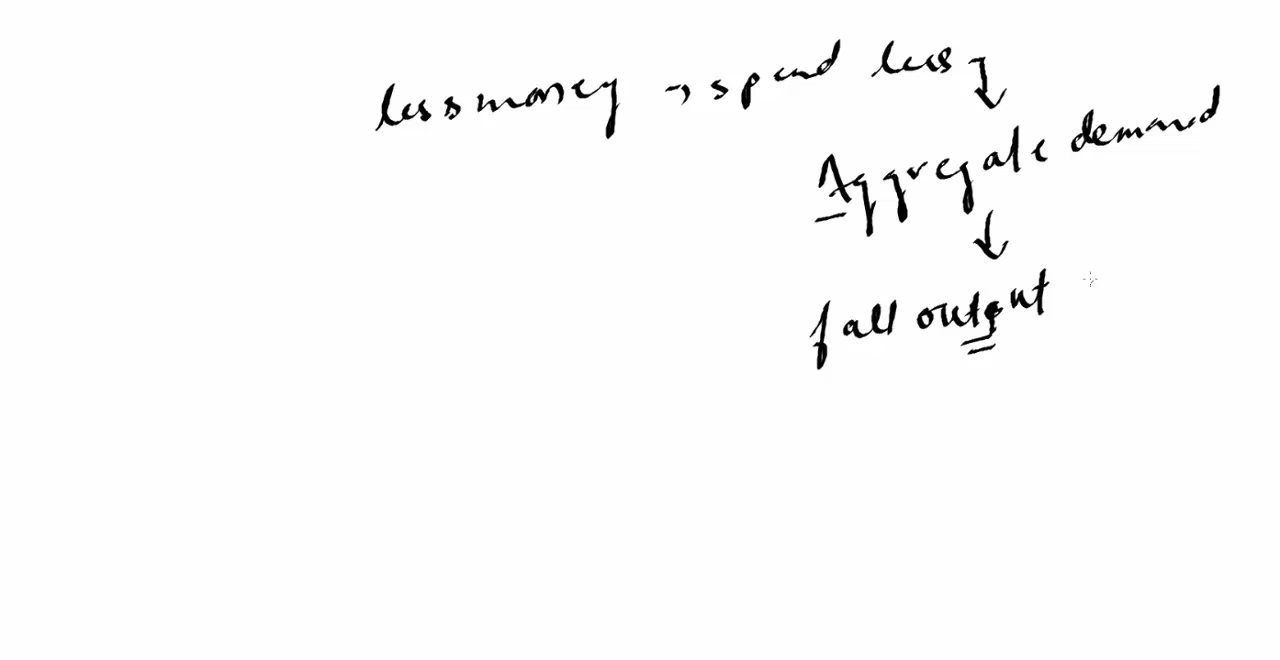 less money → spend less
↓
Aggregate demand
↓
fall output